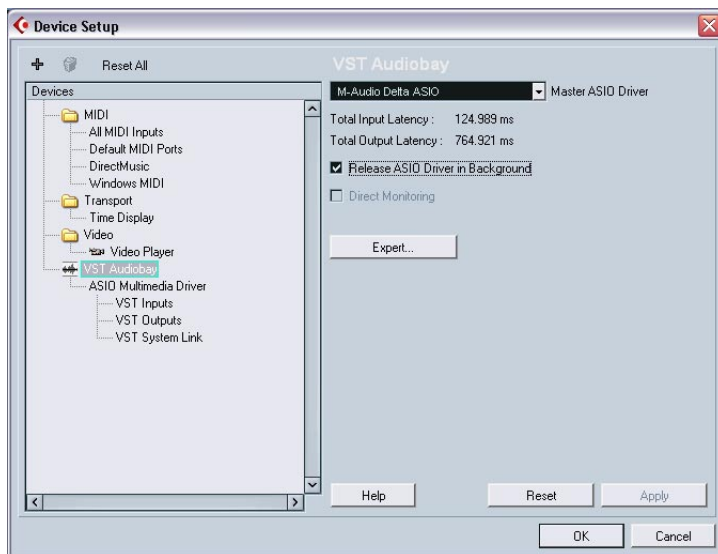 Device Setup
Reset All
Devices
MIDI
All MIDI Inputs
Default MIDI Ports
DirectMusic
Windows MIDI
Transport
Time Display
Video
Video Player
VST Audiobay
ASIO Multimedia Driver
VST Inputs
VST Outputs
VST System Link
VST Audiobay
M-Audio Delta ASIO Master ASIO Driver
Total Input Latency : 124.989 ms
Total Output Latency : 764.921 ms
Release ASIO Driver in Background
Direct Monitoring
Expert...
Help Reset Apply
OK Cancel